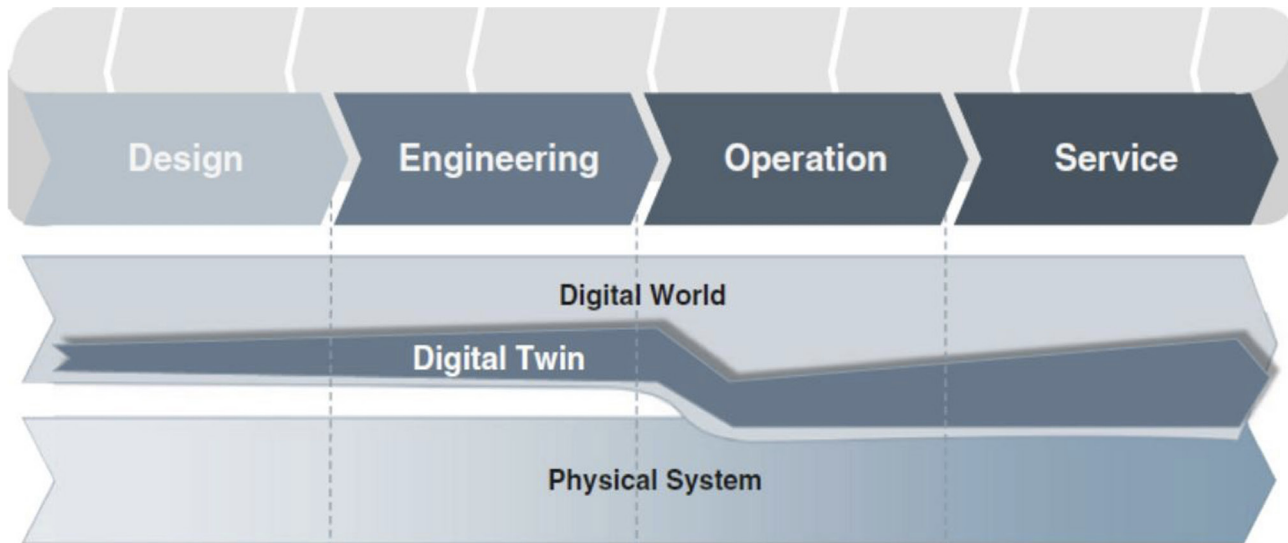 Design
Engineering
Operation
Service
Digital World
Digital Twin
Physical System